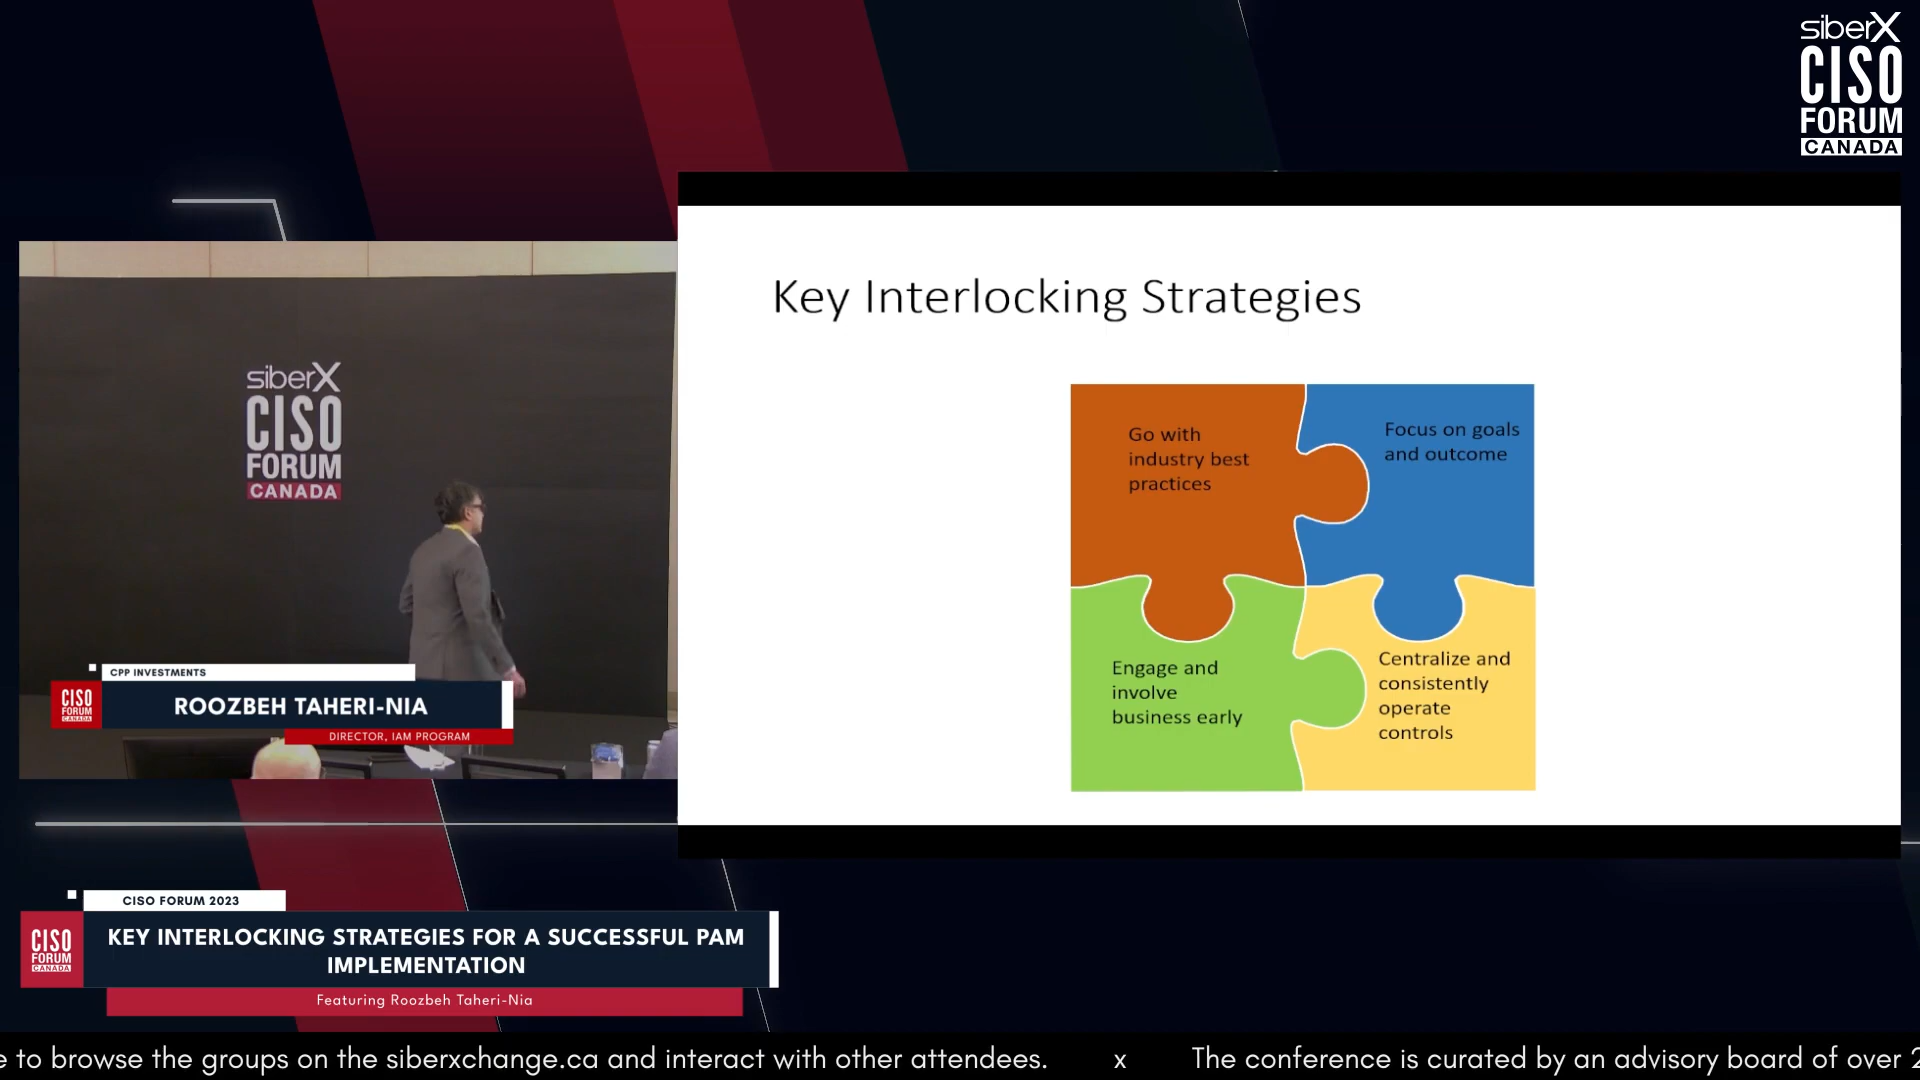 siberX
CISO
FORUM
CANADA
Key Interlocking Strategies
Go with
industry best
practices
Focus on goals
and outcome
Engage and
involve
business early
Centralize and
consistently
operate
controls
siberX
CISO
FORUM
CANADA
CPP INVESTMENTS
CISO
FORUM
CANADA
ROOZBEH TAHERI-NIA
DIRECTOR, IAM PROGRAM
CISO FORUM 2023
CISO
FORUM
CANADA
KEY INTERLOCKING STRATEGIES FOR A SUCCESSFUL PAM
IMPLEMENTATION
Featuring Roozbeh Taheri-Nia
e to browse the groups on the siberxchange.ca and interact with other attendees. x The conference is curated by an advisory board of over 2